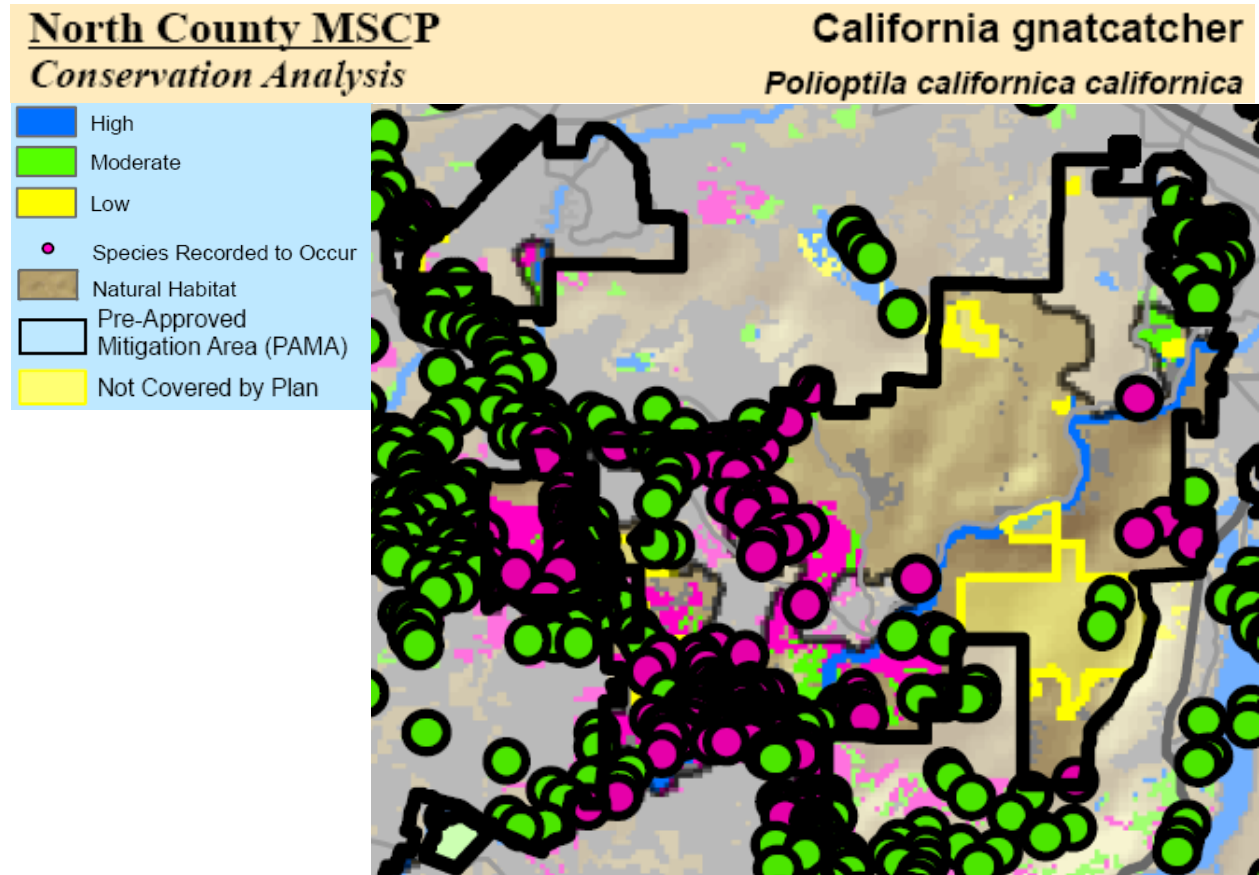 North County MSCP
Conservation Analysis
California gnatcatcher
Polioptila californica californica
High
Moderate
Low
Species Recorded to Occur
Natural Habitat
Pre-Approved
Mitigation Area (PAMA)
Not Covered by Plan